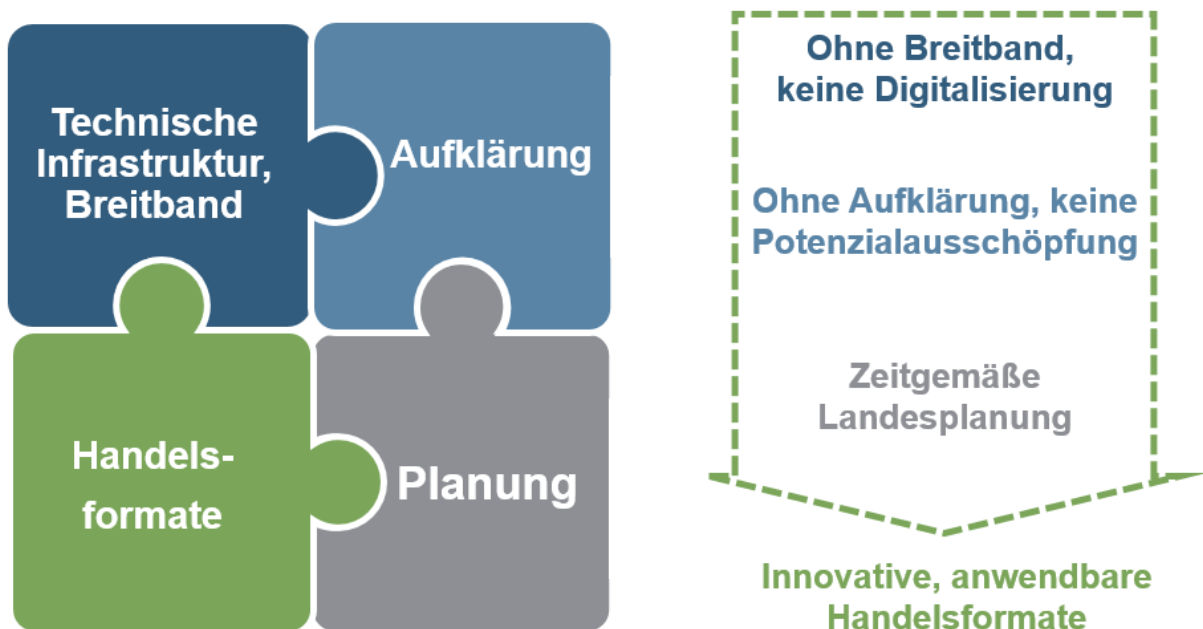 Technische
Infrastruktur,
Breitband
Aufklärung
Handels-
formate
Planung
Ohne Breitband,
keine Digitalisierung
Ohne Aufklärung, keine
Potenzialausschöpfung
Zeitgemäße
Landesplanung
Innovative, anwendbare
Handelsformate